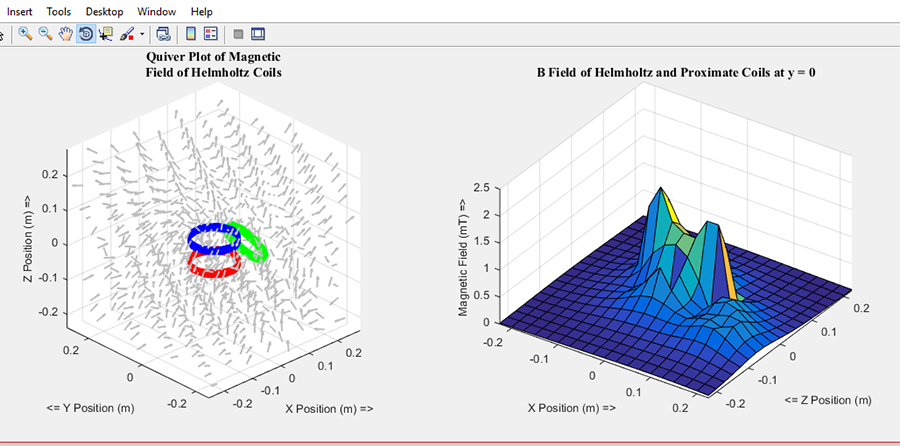 Insert Tools Desktop Window Help
Quiver Plot of Magnetic
Field of Helmholtz Coils
0.2
0.1
0
-0.1
-0.2
Z Position (m) =>
0.2
0
-0.2
<= Y Position (m)
-0.2
-0.1
0
0.1
0.2
X Position (m) =>
B Field of Helmholtz and Proximate Coils at y = 0
2.5
2
1.5
1
0.5
0
Magnetic Field (mT) =>
-0.2
-0.1
0
0.1
0.2
X Position (m) =>
0.2
0.1
0
-0.1
-0.2
<= Z Position (m)